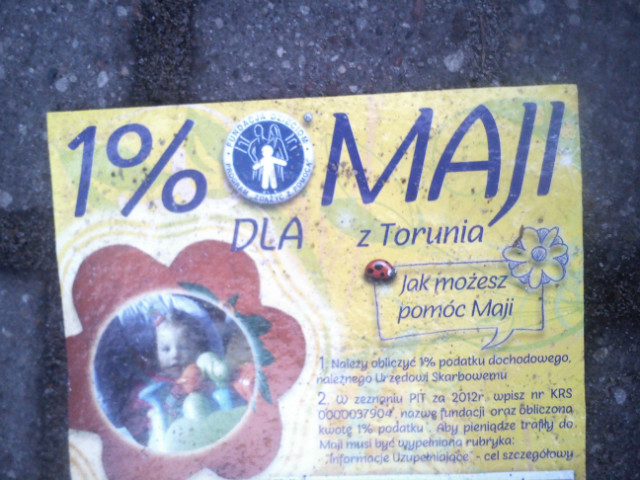 1% MAJI
FUNDACJA DZIECIOM
DLA z Torunia
Jak możesz
pomóc Maji
1. Należy obliczyć 1% podatku dochodowego,
należnego Urzędowi Skarbowemu
2. W zeznaniu PIT za 2012r. wpisz nr KRS
0000037904, nazwę fundacji oraz obliczoną
kwotę 1% podatku . Aby pieniądze trafiły do
Maji musi być wypełniona rubryka:
"Informacje Uzupełniające" - cel szczegółowy